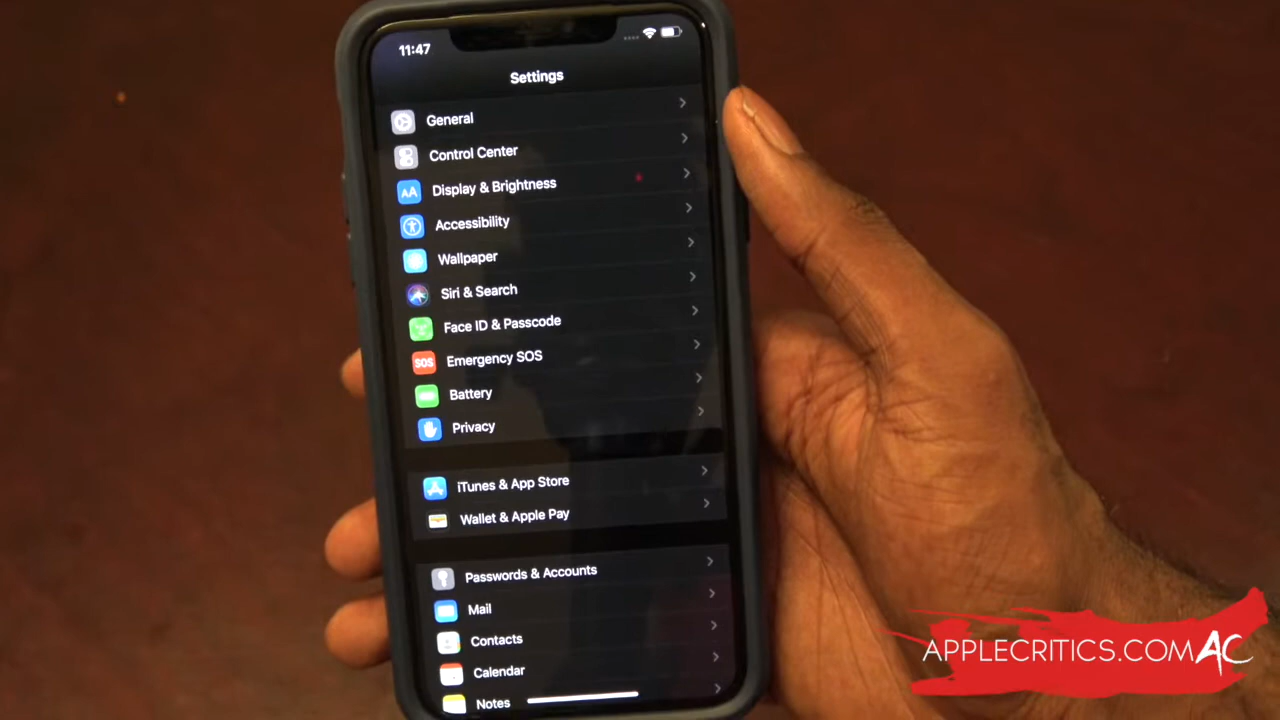 11:47
Settings
General
Control Center
AA
Display & Brightness
Accessibility
Wallpaper
Siri & Search
Face ID & Passcode
SOS
Emergency SOS
Battery
Privacy
iTunes & App Store
Wallet & Apple Pay
Passwords & Accounts
Mail
Contacts
Calendar
Notes
APPLECRITICS.COM AC